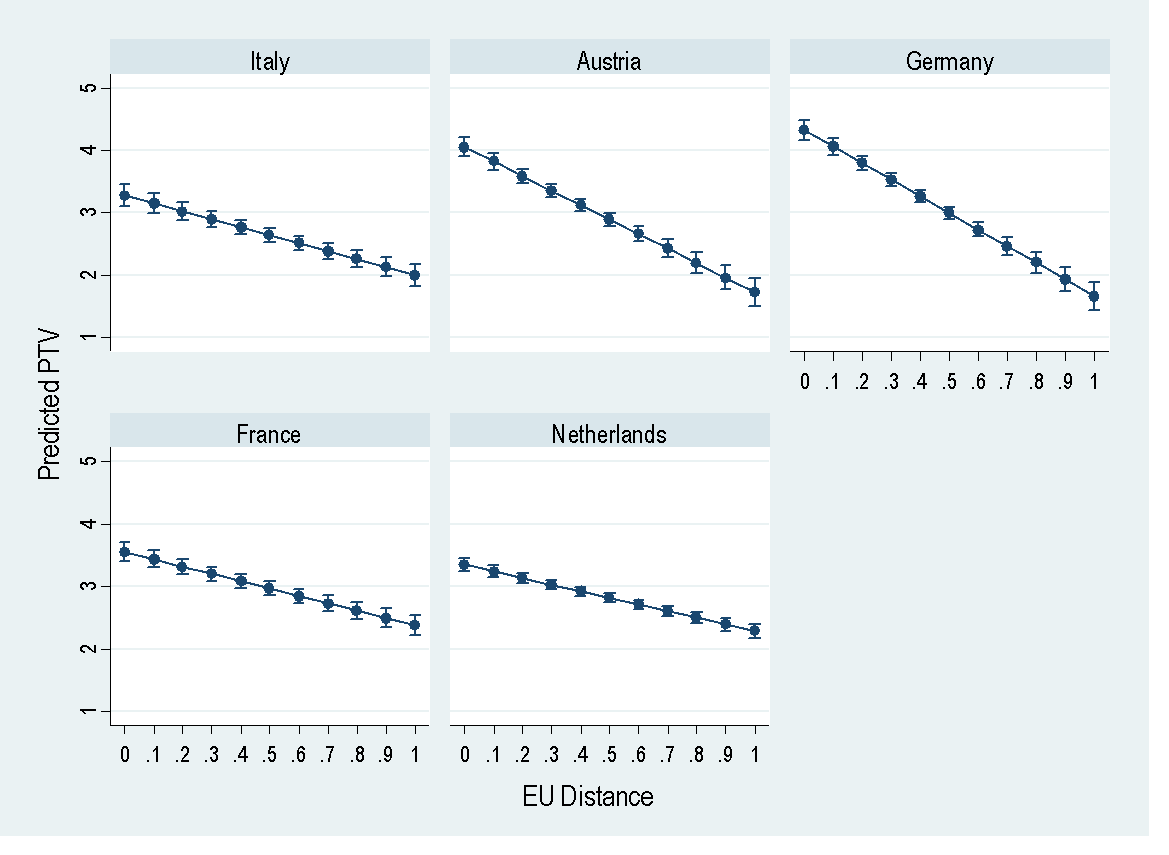 Italy
Austria
Germany
5
4
3
2
1
0 .1 .2 .3 .4 .5 .6 .7 .8 .9 1
Predicted PTV
France
Netherlands
5
4
3
2
1
0 .1 .2 .3 .4 .5 .6 .7 .8 .9 1
0 .1 .2 .3 .4 .5 .6 .7 .8 .9 1
EU Distance